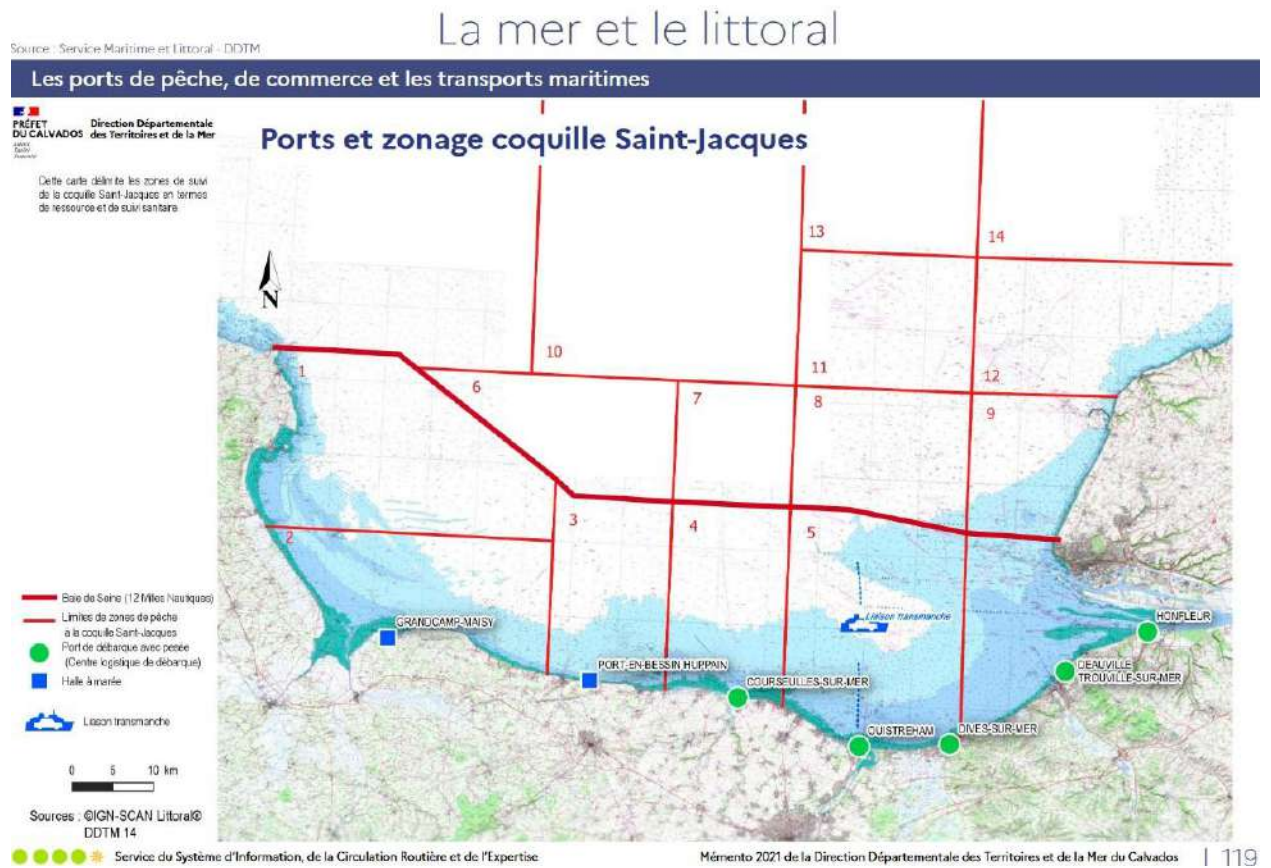 La mer et le littoral
Source : Service Maritime et Littoral - DDTM
Les ports de pêche, de commerce et les transports maritimes
PRÉFET
DU CALVADOS
Direction Départementale
des Territoires et de la Mer
Ports et zonage coquille Saint-Jacques
Cette carte délimite les zones de suivi
de la coquille Saint-Jacques en termes
de ressource et de suivi sanitaire.
13
14
N
10
1
11
12
6
7
8
9
3
4
5
2
Baie de Seine (12 Milles Nautiques)
Limites de zones de pêche
a la coquille Saint-Jacques
Port de débarque avec pesée
(Centre logistique de débarque)
Halle à marée
Liaison transmanche
GRANDCAMP-MAISY
Liaison transmanche
HONFLEUR
PORT-EN-BESSIN HUPPAIN
DEAUVILLE
TROUVILLE-SUR-MER
COURSEULLES-SUR-MER
OUISTREHAM
DIVES-SUR-MER
0 5 10 km
Sources : ©IGN-SCAN Littoral®
DDTM 14
Service du Système d'Information, de la Circulation Routière et de l'Expertise
Mémento 2021 de la Direction Départementale des Territoires et de la Mer du Calvados | 119